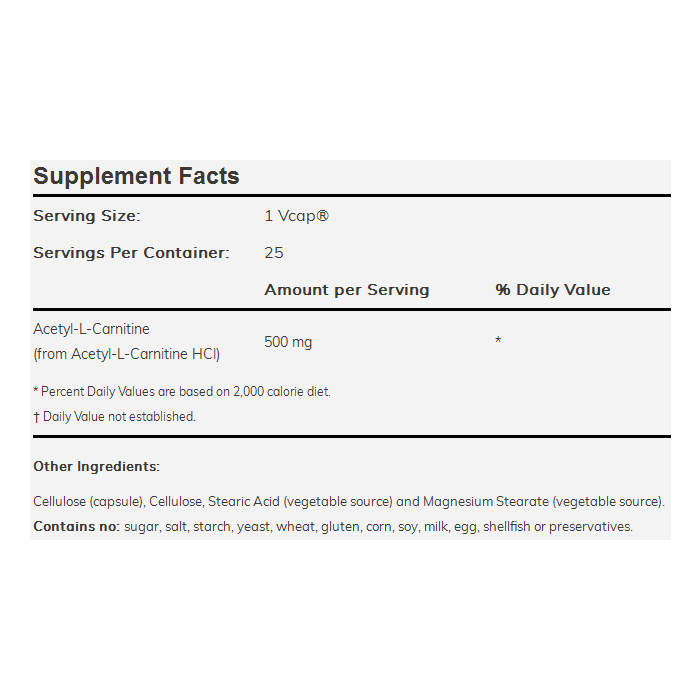 Supplement Facts
Serving Size: 1 Vcap®
Servings Per Container: 25
Amount per Serving % Daily Value
Acetyl-L-Carnitine
(from Acetyl-L-Carnitine HCl) 500 mg *
* Percent Daily Values are based on 2,000 calorie diet.
† Daily Value not established.
Other Ingredients:
Cellulose (capsule), Cellulose, Stearic Acid (vegetable source) and Magnesium Stearate (vegetable source).
Contains no: sugar, salt, starch, yeast, wheat, gluten, corn, soy, milk, egg, shellfish or preservatives.